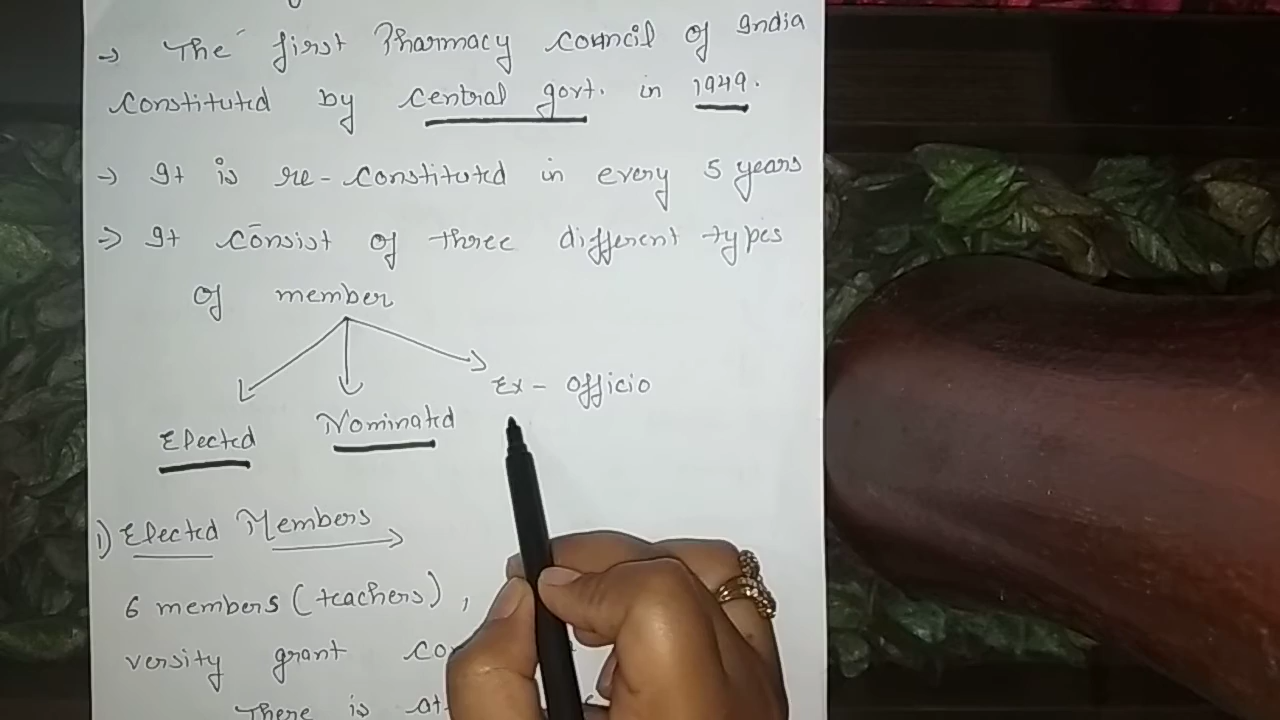 → The first Pharmacy council of India
constituted by central govt. in 1949.
→ It is re-constituted in every 5 years
→ It consist of three different types
of member
Ex- Officio
Elected Nominated
1) Elected Members
6 members (teachers),
versity grant
There is